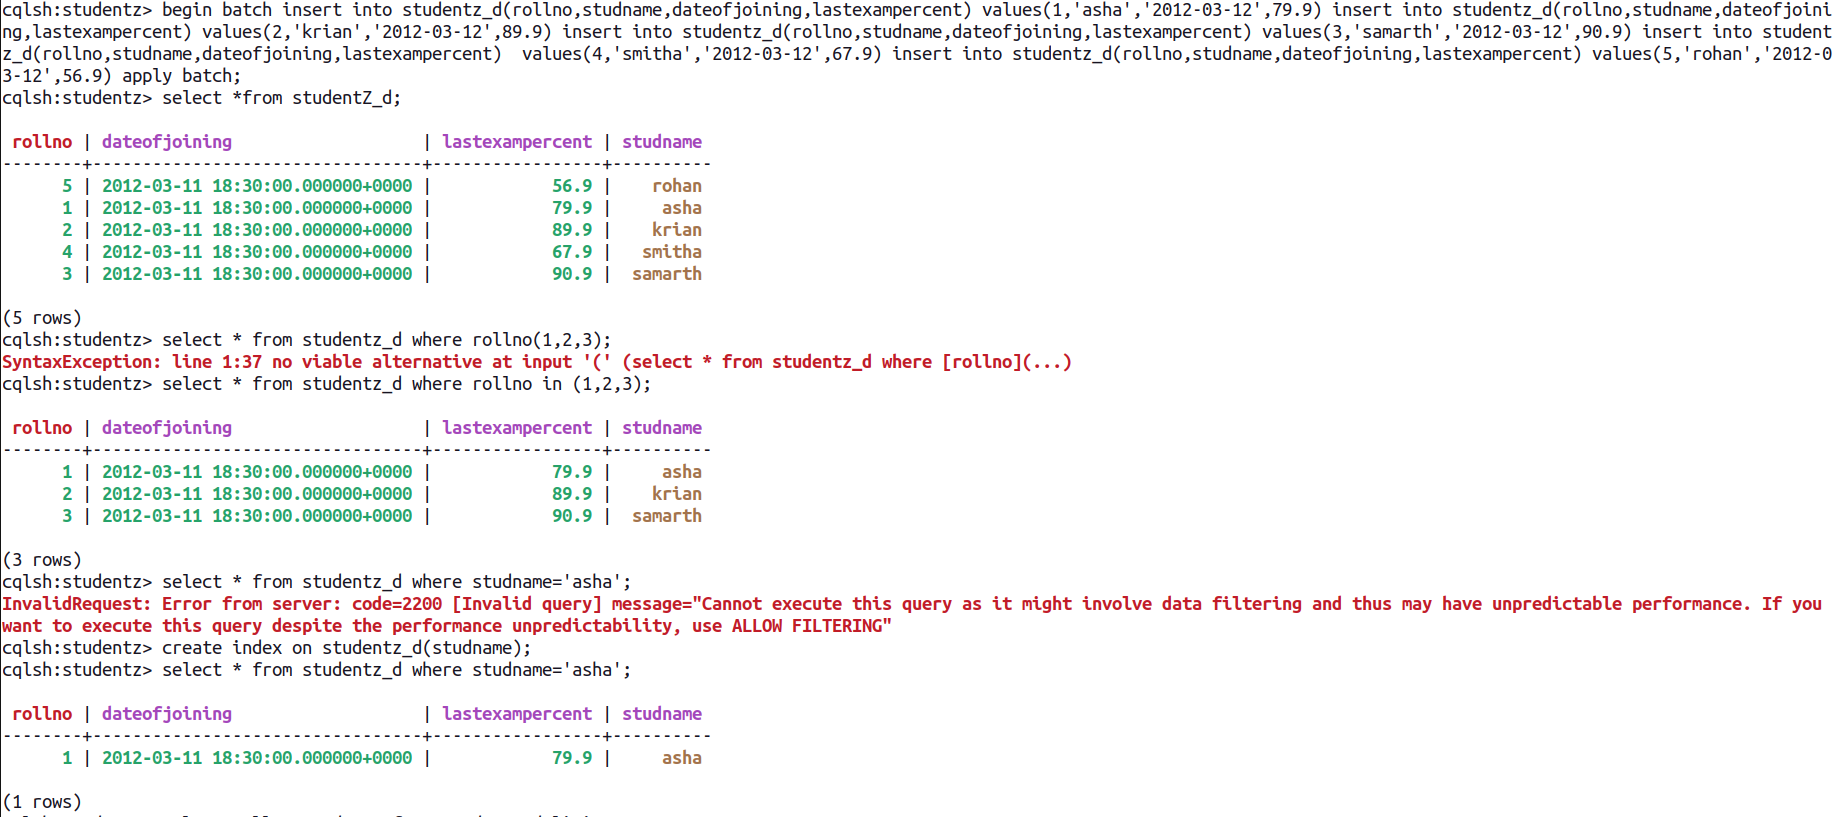 cqlsh:studentz> begin batch insert into studentz_d(rollno,studname,dateofjoining,lastexampercent) values(1,'asha','2012-03-12',79.9) insert into studentz_d(rollno,studname,dateofjoini
ng,lastexampercent) values(2,'krian','2012-03-12',89.9) insert into studentz_d(rollno,studname,dateofjoining,lastexampercent) values(3,'samarth','2012-03-12',90.9) insert into student
z_d(rollno,studname,dateofjoining,lastexampercent)  values(4,'smitha','2012-03-12',67.9) insert into studentz_d(rollno,studname,dateofjoining,lastexampercent) values(5,'rohan','2012-0
3-12',56.9) apply batch;
cqlsh:studentz> select *from studentZ_d;
rollno | dateofjoining | lastexampercent | studname
--------+---------------------------------+-----------------+----------
5 | 2012-03-11 18:30:00.000000+0000 | 56.9 | rohan
1 | 2012-03-11 18:30:00.000000+0000 | 79.9 | asha
2 | 2012-03-11 18:30:00.000000+0000 | 89.9 | krian
4 | 2012-03-11 18:30:00.000000+0000 | 67.9 | smitha
3 | 2012-03-11 18:30:00.000000+0000 | 90.9 | samarth
(5 rows)
cqlsh:studentz> select * from studentz_d where rollno(1,2,3);
SyntaxException: line 1:37 no viable alternative at input '(' (select * from studentz_d where [rollno](...)
cqlsh:studentz> select * from studentz_d where rollno in (1,2,3);
rollno | dateofjoining | lastexampercent | studname
--------+---------------------------------+-----------------+----------
1 | 2012-03-11 18:30:00.000000+0000 | 79.9 | asha
2 | 2012-03-11 18:30:00.000000+0000 | 89.9 | krian
3 | 2012-03-11 18:30:00.000000+0000 | 90.9 | samarth
(3 rows)
cqlsh:studentz> select * from studentz_d where studname='asha';
InvalidRequest: Error from server: code=2200 [Invalid query] message="Cannot execute this query as it might involve data filtering and thus may have unpredictable performance. If you
want to execute this query despite the performance unpredictability, use ALLOW FILTERING"
cqlsh:studentz> create index on studentz_d(studname);
cqlsh:studentz> select * from studentz_d where studname='asha';
rollno | dateofjoining | lastexampercent | studname
--------+---------------------------------+-----------------+----------
1 | 2012-03-11 18:30:00.000000+0000 | 79.9 | asha
(1 rows)